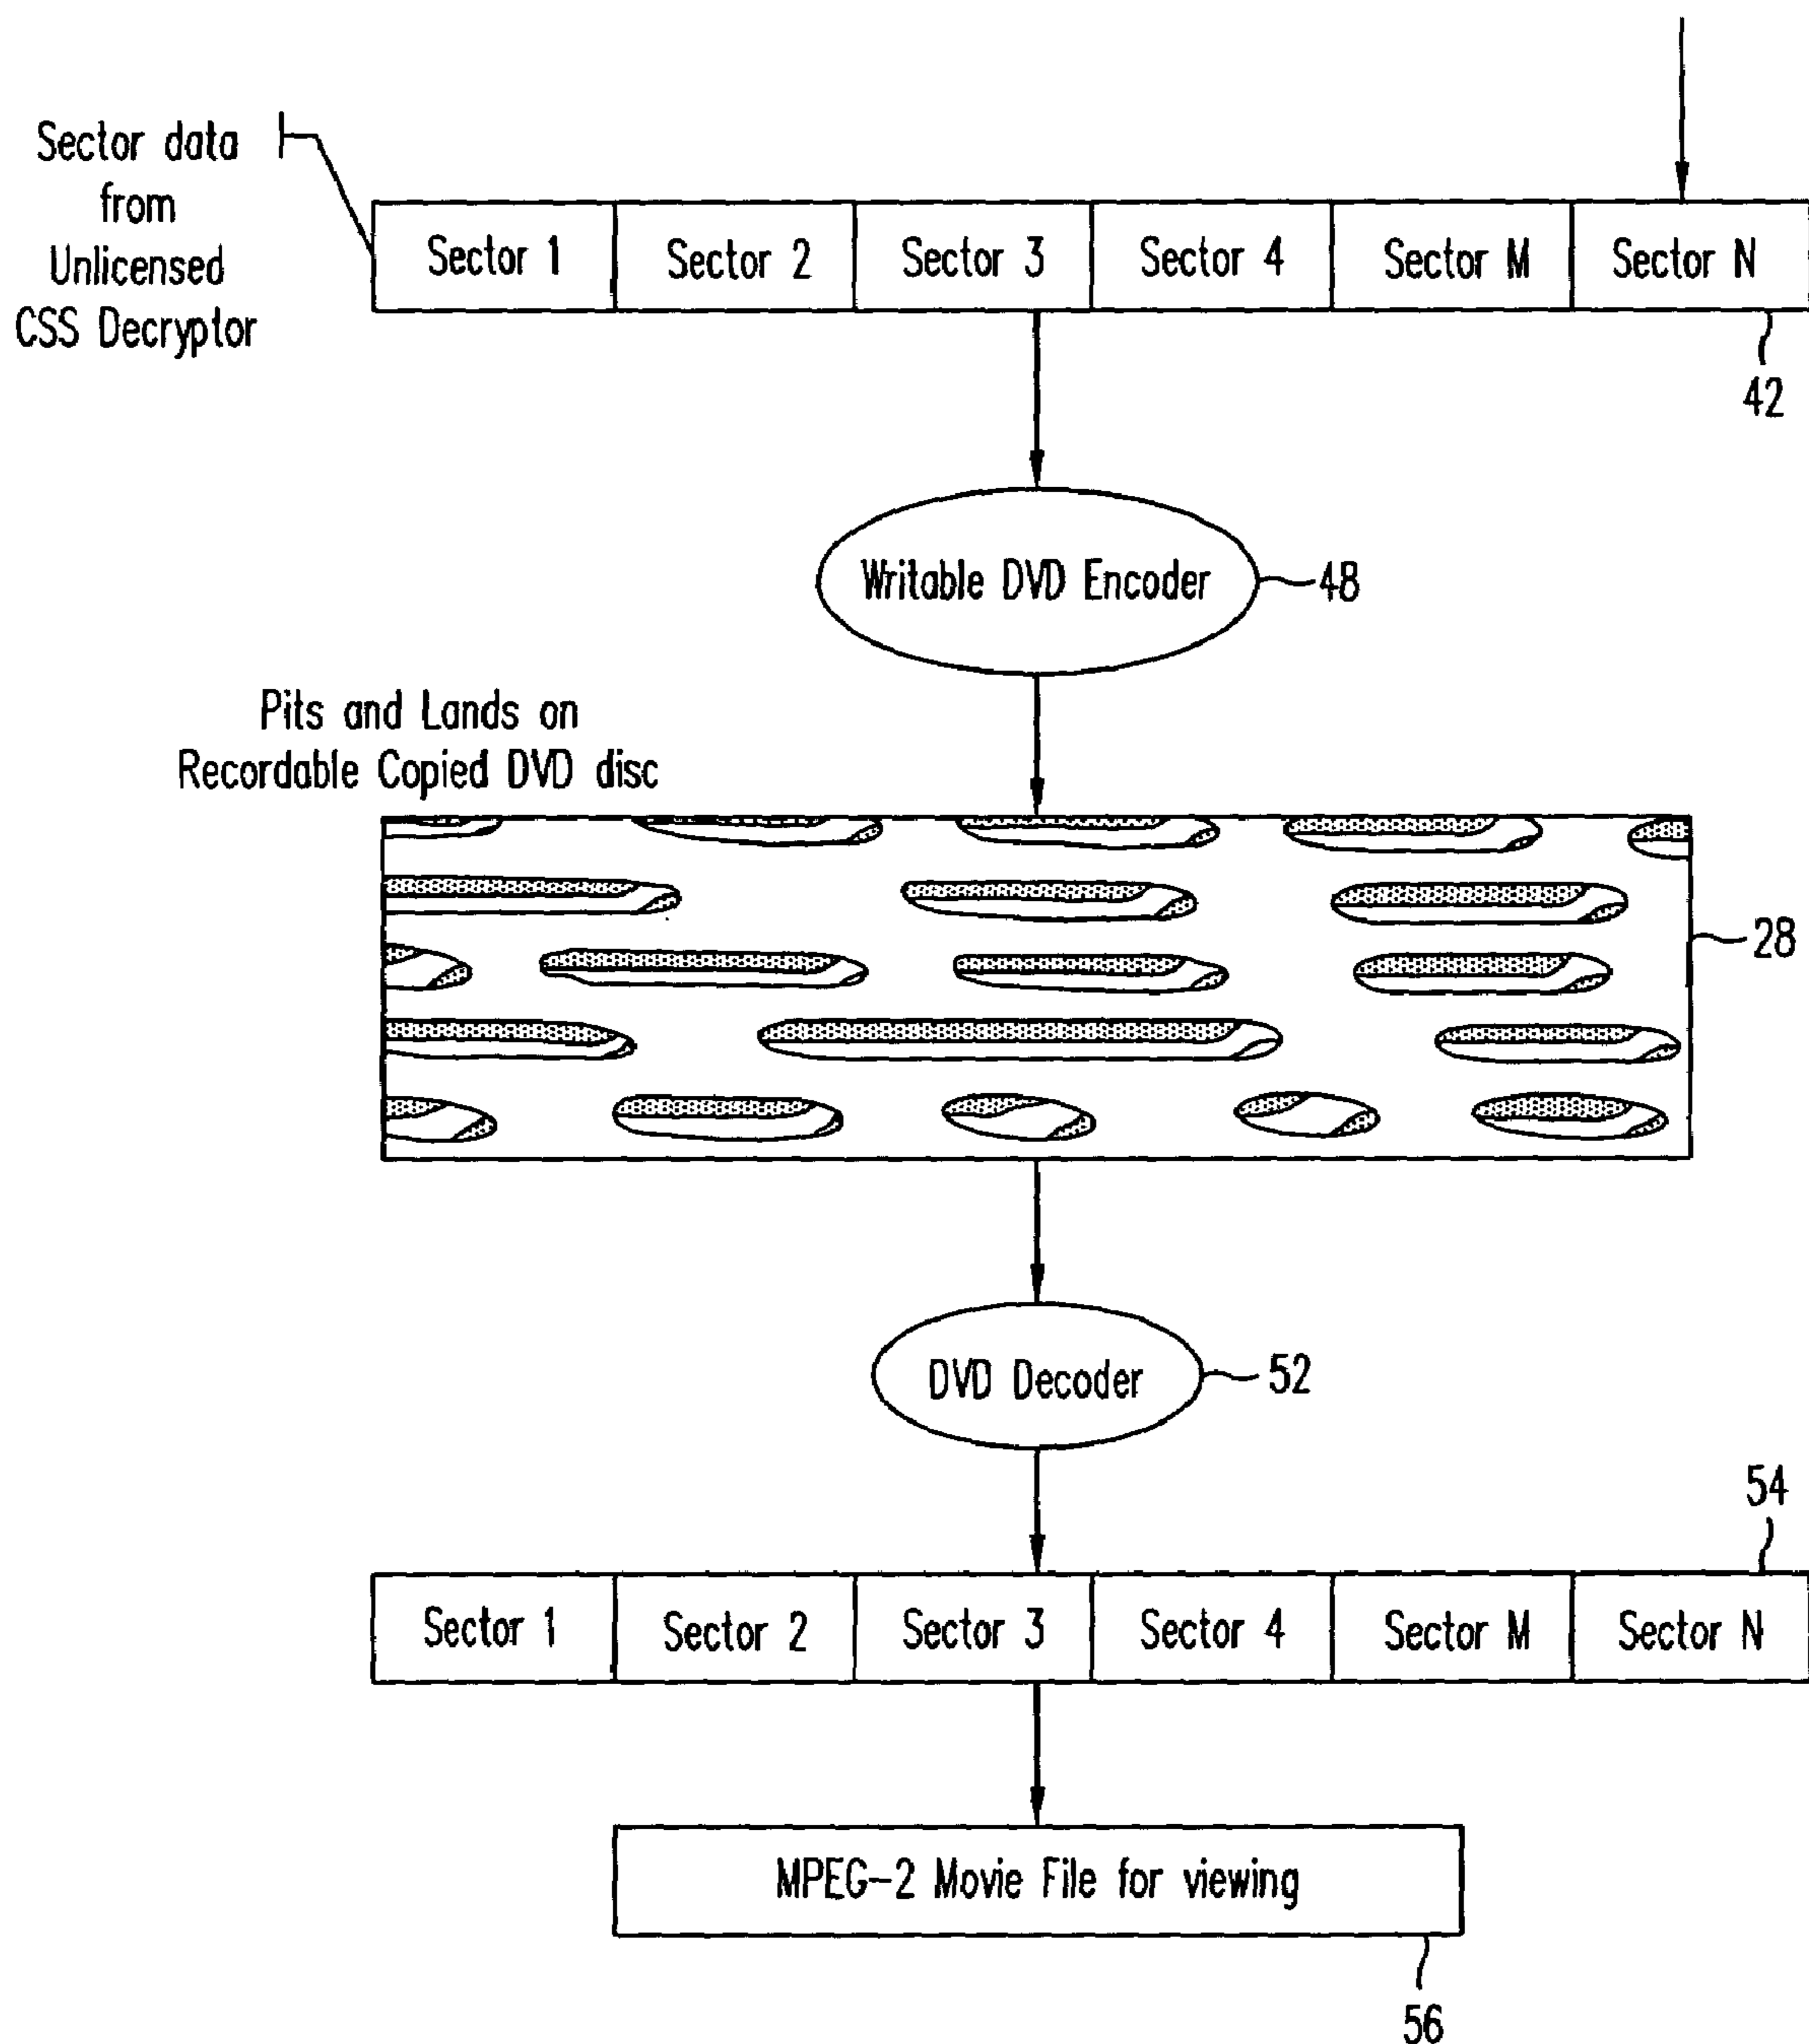 Sector data
from
Unlicensed
CSS Decryptor
Sector 1 Sector 2 Sector 3 Sector 4 Sector M Sector N
42
Writable DVD Encoder
48
Pits and Lands on
Recordable Copied DVD disc
28
DVD Decoder
52
54
Sector 1 Sector 2 Sector 3 Sector 4 Sector M Sector N
MPEG-2 Movie File for viewing
56